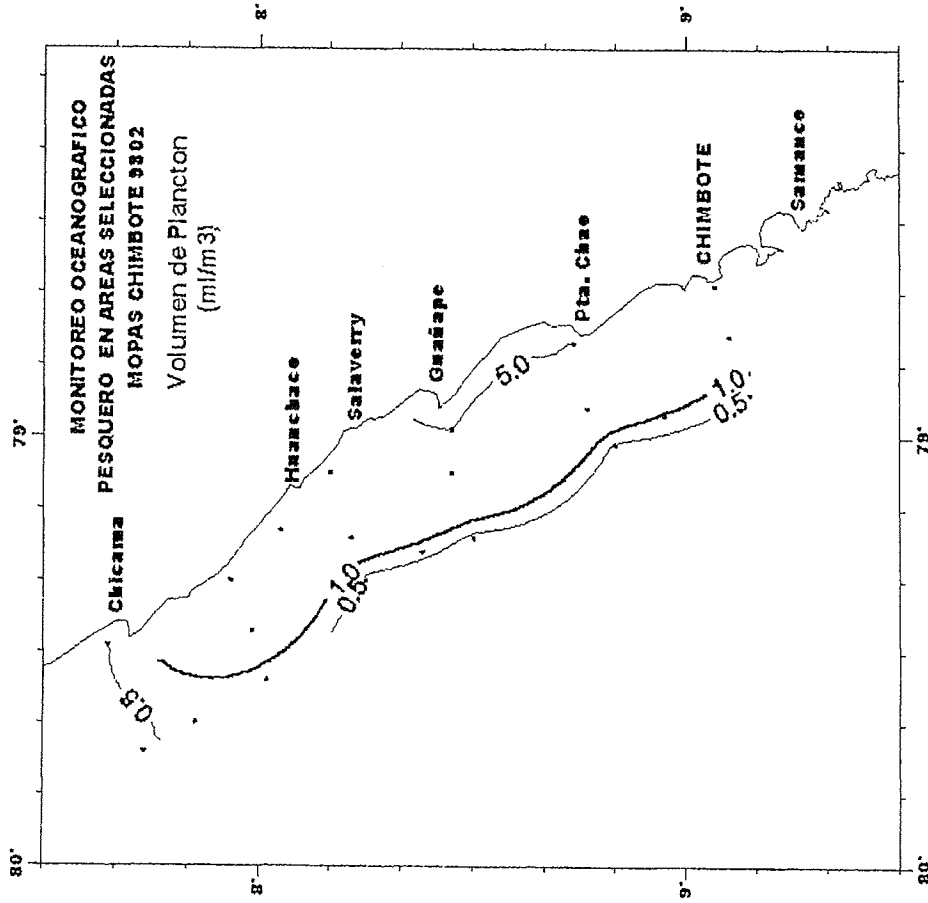 MONITOREO OCEANOGRAFICO
PESQUERO EN AREAS SELECCIONADAS
MOPAS CHIMBOTE 9802
Volumen de Plancton
(ml/m3)
80°
79°
8°
8°
9°
9°
80°
79°
Chicama
Huanchaco
Salaverry
Guañape
Pta. Chao
CHIMBOTE
Samanco
0.5
1.0
0.5
5.0
1.0
0.5